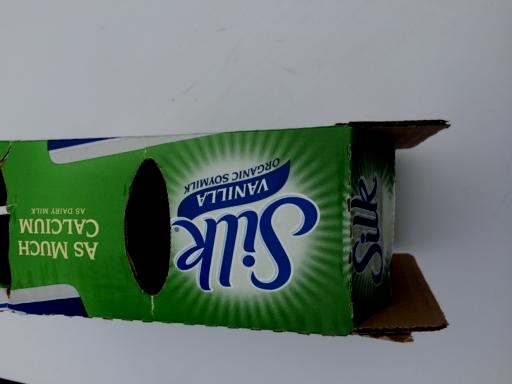 Silk
VANILLA
ORGANIC SOYMILK
AS MUCH
CALCIUM
AS DAIRY MILK
Silk